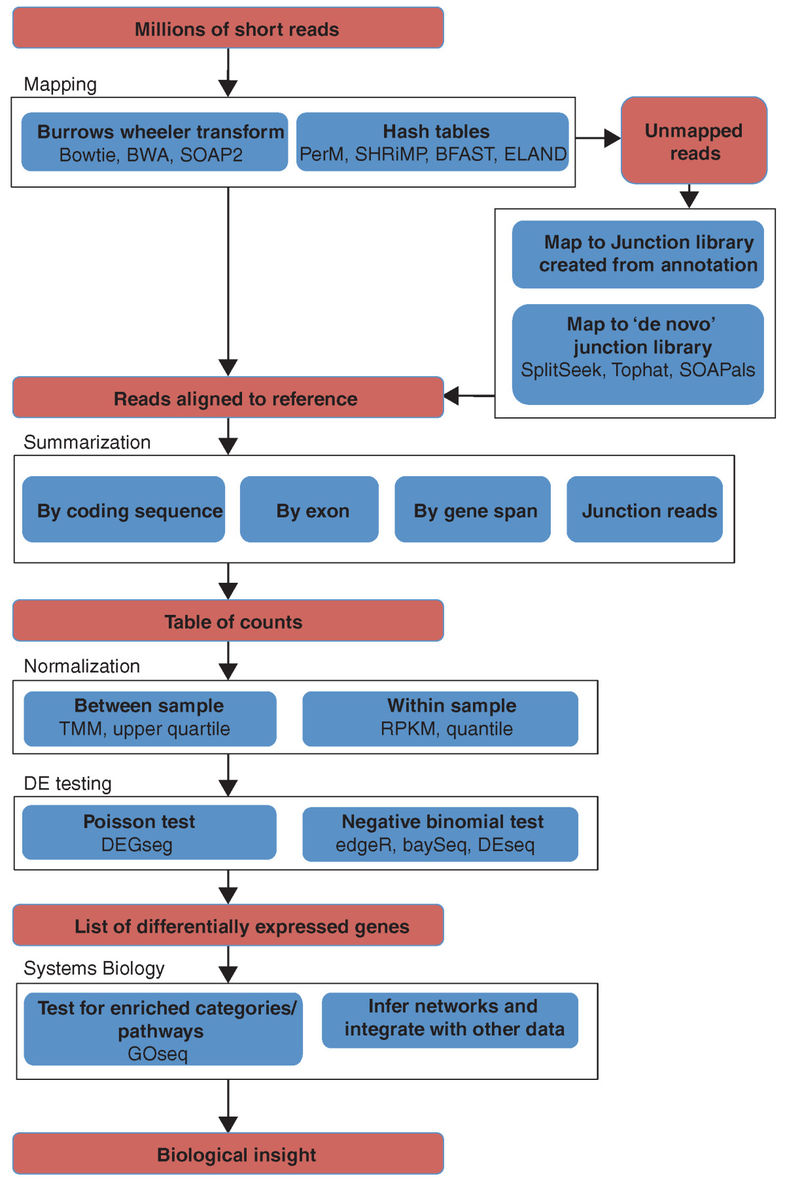 Millions of short reads
Mapping
Burrows wheeler transform
Bowtie, BWA, SOAP2
Hash tables
PerM, SHRiMP, BFAST, ELAND
Unmapped
reads
Map to Junction library
created from annotation
Map to ‘de novo’
junction library
SplitSeek, Tophat, SOAPals
Reads aligned to reference
Summarization
By coding sequence
By exon
By gene span
Junction reads
Table of counts
Normalization
Between sample
TMM, upper quartile
Within sample
RPKM, quantile
DE testing
Poisson test
DEGseg
Negative binomial test
edgeR, baySeq, DEseq
List of differentially expressed genes
Systems Biology
Test for enriched categories/
pathways
GOseq
Infer networks and
integrate with other data
Biological insight